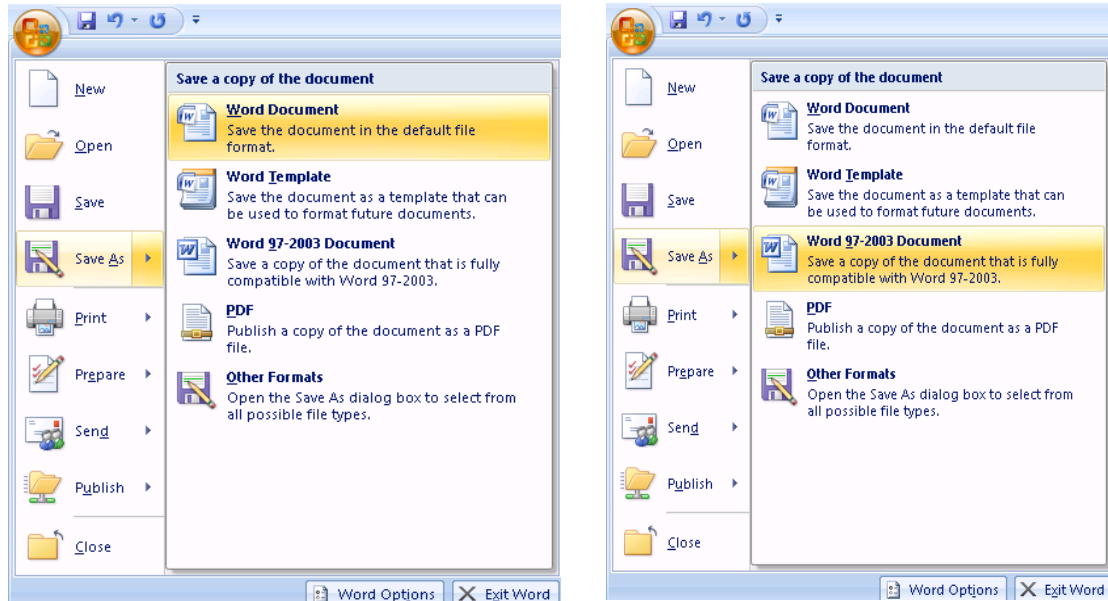 New
Open
Save
Save As
Print
Prepare
Send
Publish
Close
Save a copy of the document
Word Document
Save the document in the default file
format.
Word Template
Save the document as a template that can
be used to format future documents.
Word 97-2003 Document
Save a copy of the document that is fully
compatible with Word 97-2003.
PDF
Publish a copy of the document as a PDF
file.
Other Formats
Open the Save As dialog box to select from
all possible file types.
Word Options
Exit Word
New
Open
Save
Save As
Print
Prepare
Send
Publish
Close
Save a copy of the document
Word Document
Save the document in the default file
format.
Word Template
Save the document as a template that can
be used to format future documents.
Word 97-2003 Document
Save a copy of the document that is fully
compatible with Word 97-2003.
PDF
Publish a copy of the document as a PDF
file.
Other Formats
Open the Save As dialog box to select from
all possible file types.
Word Options
Exit Word